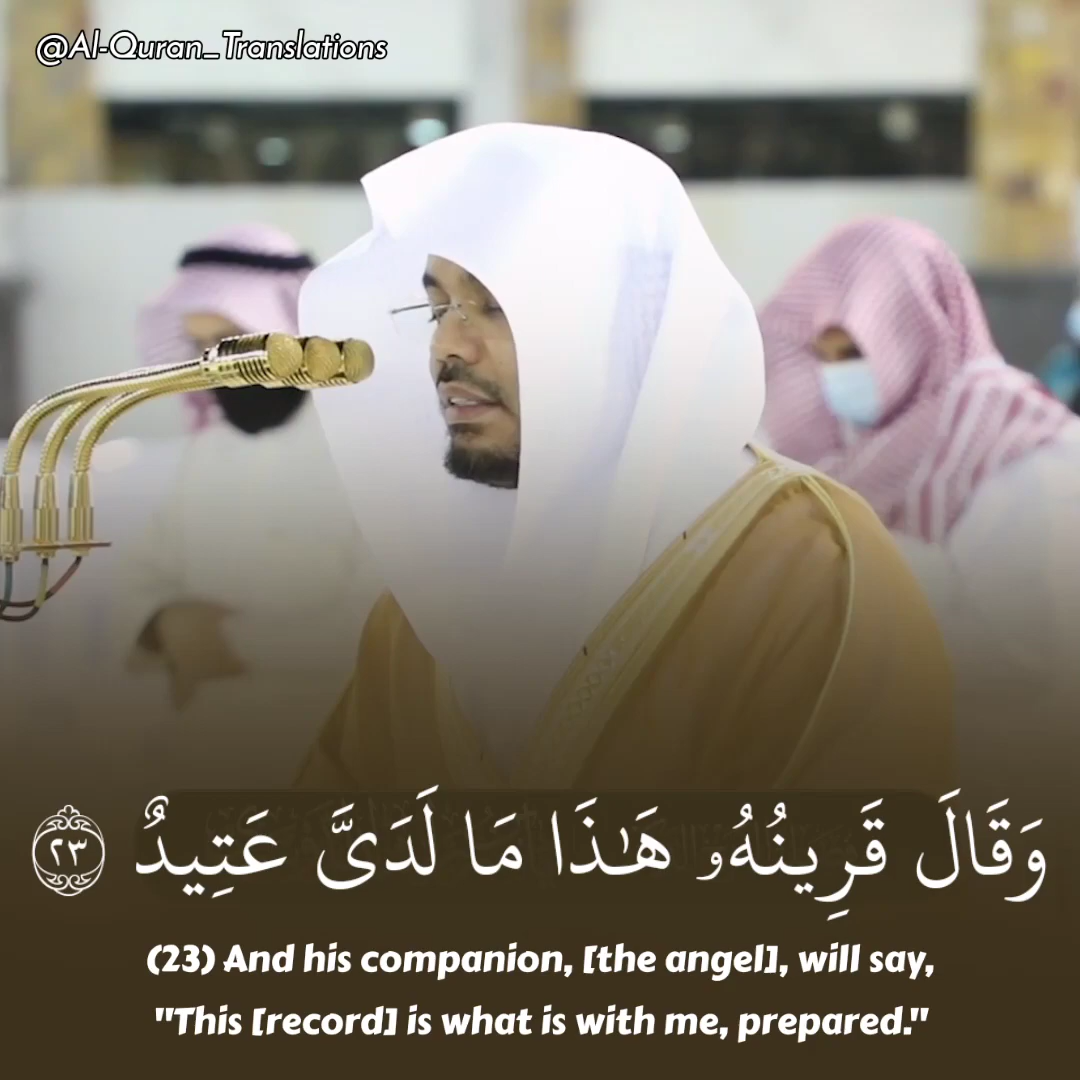 @Al-Quran_Translations
وَقَالَ قَرِينُهُۥ هَـٰذَا مَا لَدَىَّ عَتِيدٌ ٢٣
(23) And his companion, [the angel], will say,
"This [record] is what is with me, prepared."